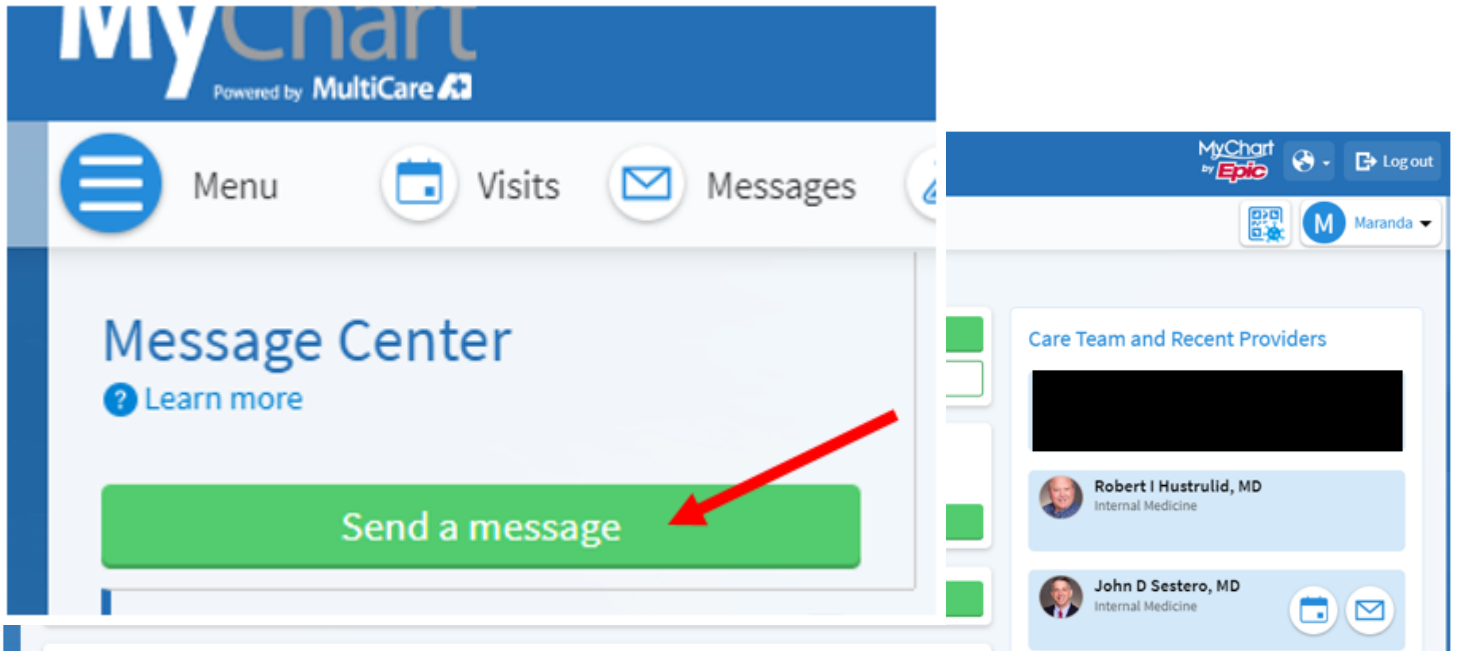 MyChart
Powered by MultiCare
Menu
Visits
Messages
Message Center
? Learn more
Send a message
MyChart
by Epic
Log out
M
Maranda
Care Team and Recent Providers
Robert I Hustrulid, MD
Internal Medicine
John D Sestero, MD
Internal Medicine